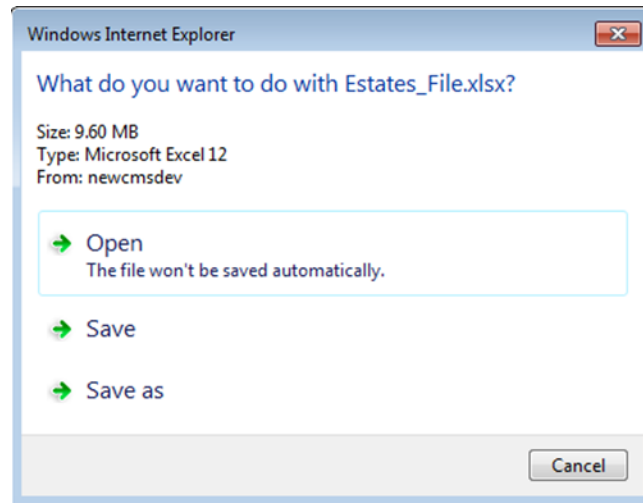 Windows Internet Explorer
What do you want to do with Estates_File.xlsx?
Size: 9.60 MB
Type: Microsoft Excel 12
From: newcmsdev
Open
The file won't be saved automatically.
Save
Save as
Cancel